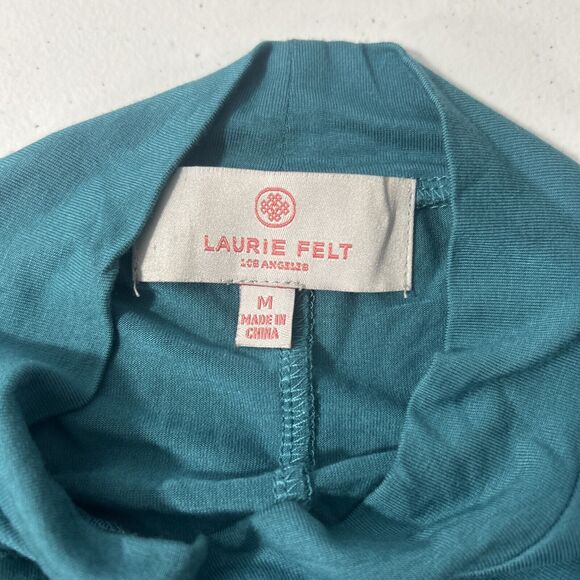 LAURIE FELT
LOS ANGELES
M
MADE IN
CHINA